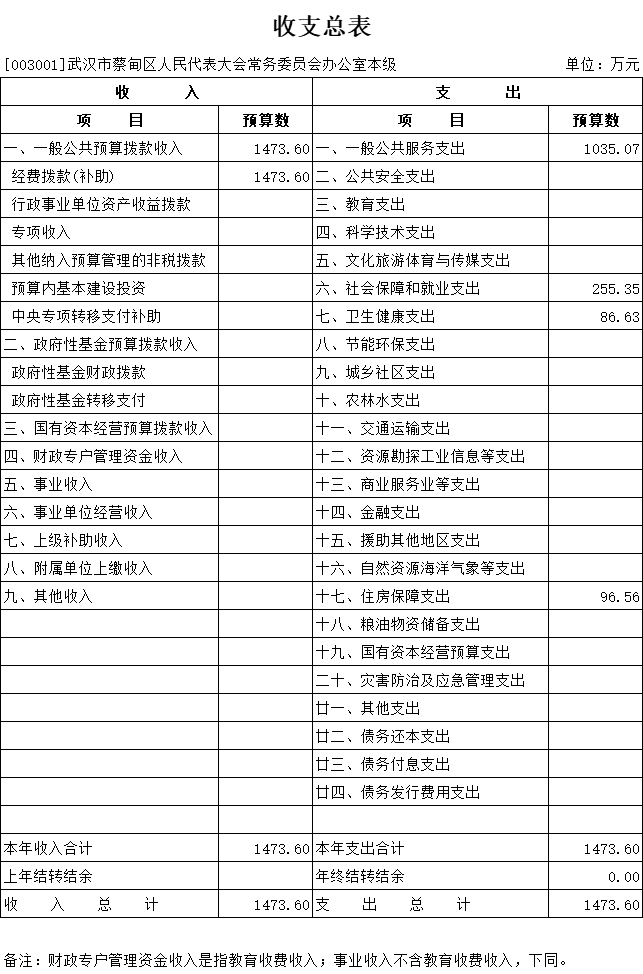 收支总表
[003001]武汉市蔡甸区人民代表大会常务委员会办公室本级 单位：万元
收 入 支 出
项 目 预算数 项 目 预算数
一、一般公共预算拨款收入 1473.60 一、一般公共服务支出 1035.07
经费拨款(补助) 1473.60 二、公共安全支出
行政事业单位资产收益拨款 三、教育支出
专项收入 四、科学技术支出
其他纳入预算管理的非税拨款 五、文化旅游体育与传媒支出
预算内基本建设投资 六、社会保障和就业支出 255.35
中央专项转移支付补助 七、卫生健康支出 86.63
二、政府性基金预算拨款收入 八、节能环保支出
政府性基金财政拨款 九、城乡社区支出
政府性基金转移支付 十、农林水支出
三、国有资本经营预算拨款收入 十一、交通运输支出
四、财政专户管理资金收入 十二、资源勘探工业信息等支出
五、事业收入 十三、商业服务业等支出
六、事业单位经营收入 十四、金融支出
七、上级补助收入 十五、援助其他地区支出
八、附属单位上缴收入 十六、自然资源海洋气象等支出
九、其他收入 十七、住房保障支出 96.56
十八、粮油物资储备支出
十九、国有资本经营预算支出
二十、灾害防治及应急管理支出
廿一、其他支出
廿二、债务还本支出
廿三、债务付息支出
廿四、债务发行费用支出
本年收入合计 1473.60 本年支出合计 1473.60
上年结转结余 年终结转结余 0.00
收 入 总 计 1473.60 支 出 总 计 1473.60
备注：财政专户管理资金收入是指教育收费收入；事业收入不含教育收费收入，下同。